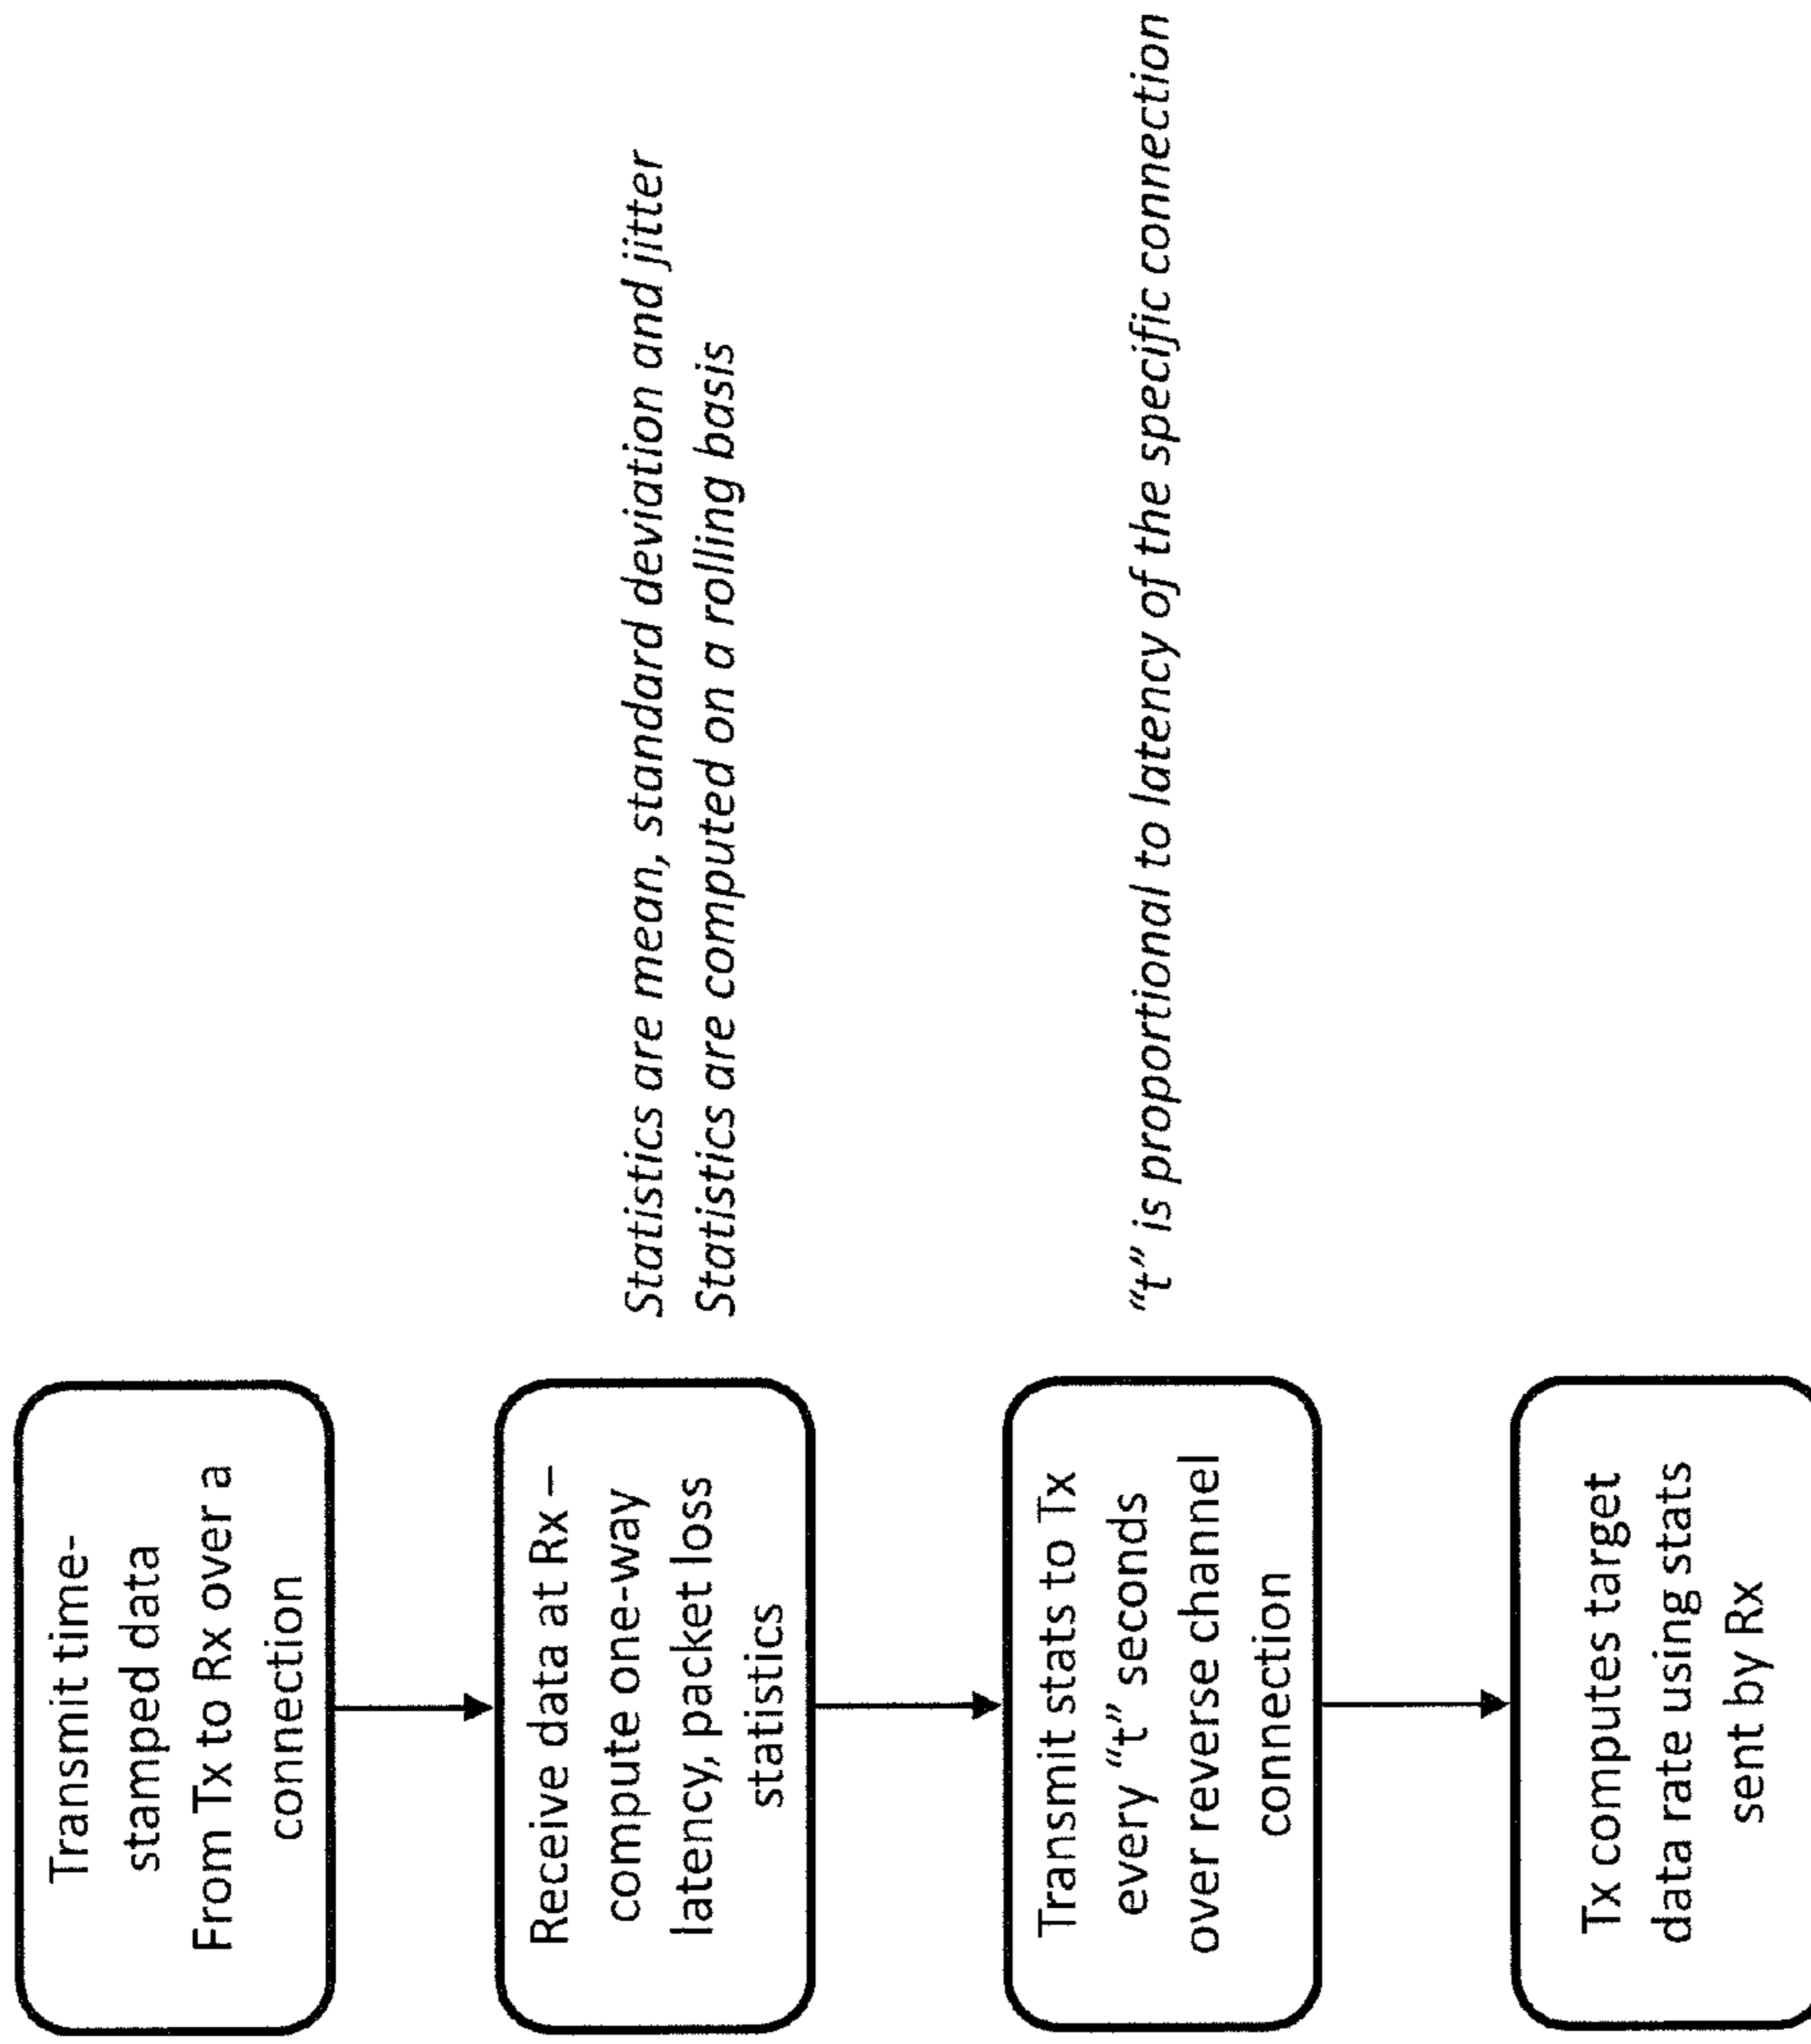 Transmit time-
stamped data
From Tx to Rx over a
connection
Receive data at Rx –
compute one-way
latency, packet loss
statistics
Statistics are mean, standard deviation and jitter
Statistics are computed on a rolling basis
Transmit stats to Tx
every “t” seconds
over reverse channel
connection
“t” is proportional to latency of the specific connection
Tx computes target
data rate using stats
sent by Rx